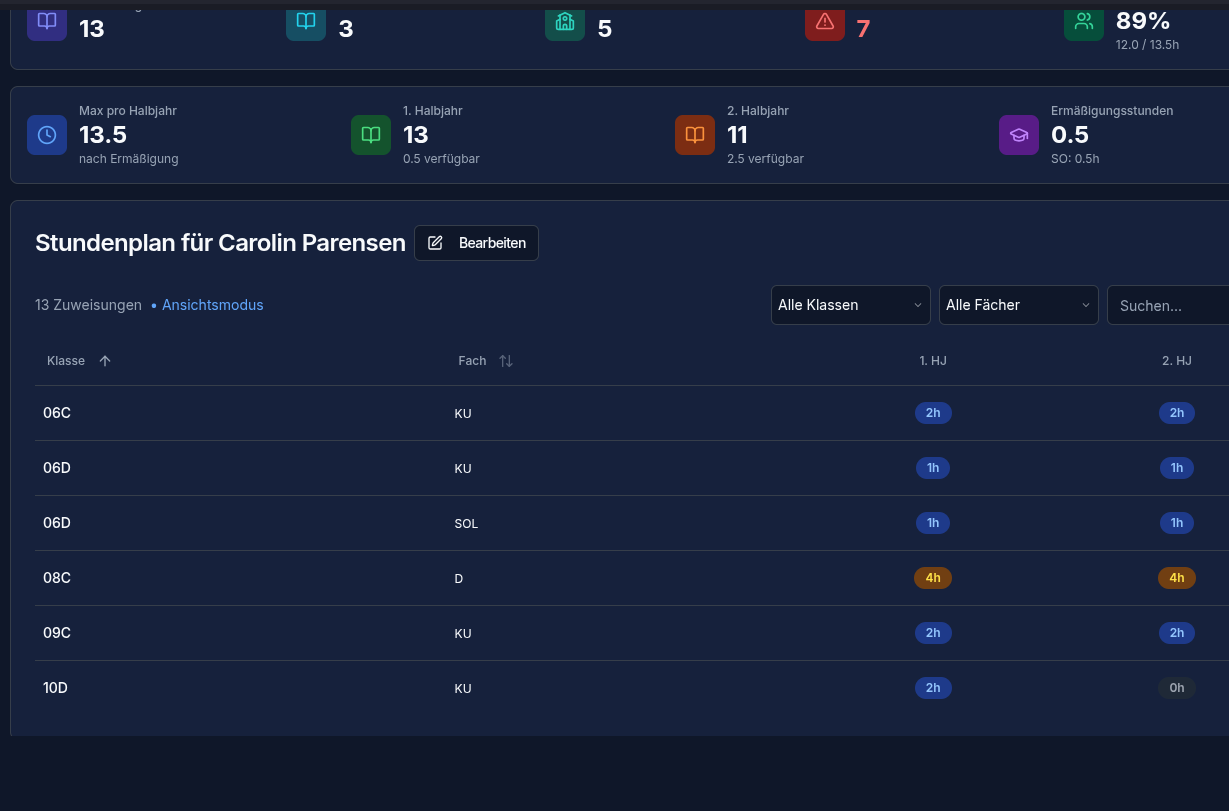 13
3
5
7
89%
12.0 / 13.5h
Max pro Halbjahr
13.5
nach Ermäßigung
1. Halbjahr
13
0.5 verfügbar
2. Halbjahr
11
2.5 verfügbar
Ermäßigungsstunden
0.5
SO: 0.5h
Stundenplan für Carolin Parensen
Bearbeiten
13 Zuweisungen • Ansichtsmodus
Alle Klassen
Alle Fächer
Suchen...
Klasse Fach 1. HJ 2. HJ
06C KU 2h 2h
06D KU 1h 1h
06D SOL 1h 1h
08C D 4h 4h
09C KU 2h 2h
10D KU 2h 0h